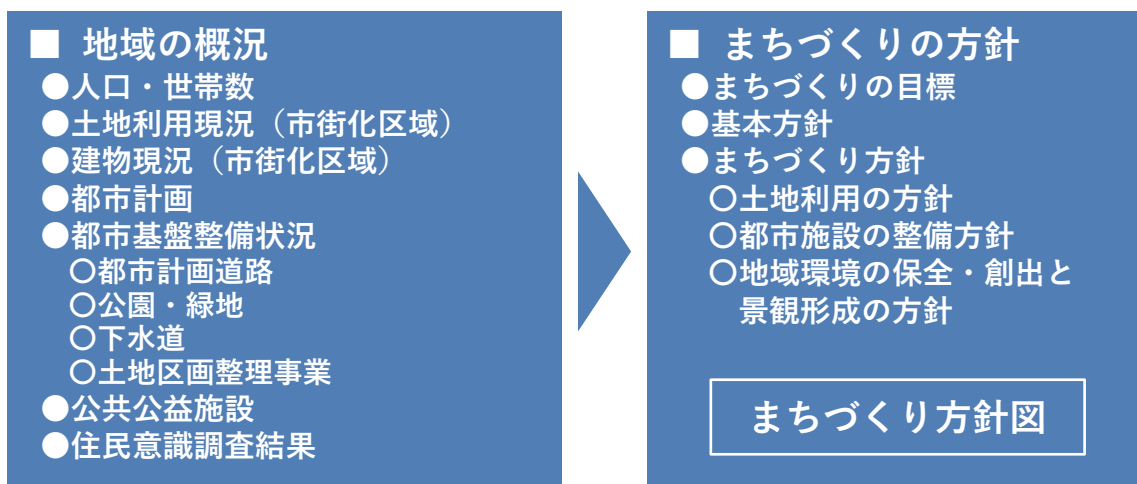 ■ 地域の概況
●人口・世帯数
●土地利用現況（市街化区域）
●建物現況（市街化区域）
●都市計画
●都市基盤整備状況
〇都市計画道路
〇公園・緑地
〇下水道
〇土地区画整理事業
●公共公益施設
●住民意識調査結果
■ まちづくりの方針
●まちづくりの目標
●基本方針
●まちづくり方針
〇土地利用の方針
〇都市施設の整備方針
〇地域環境の保全・創出と
景観形成の方針
まちづくり方針図